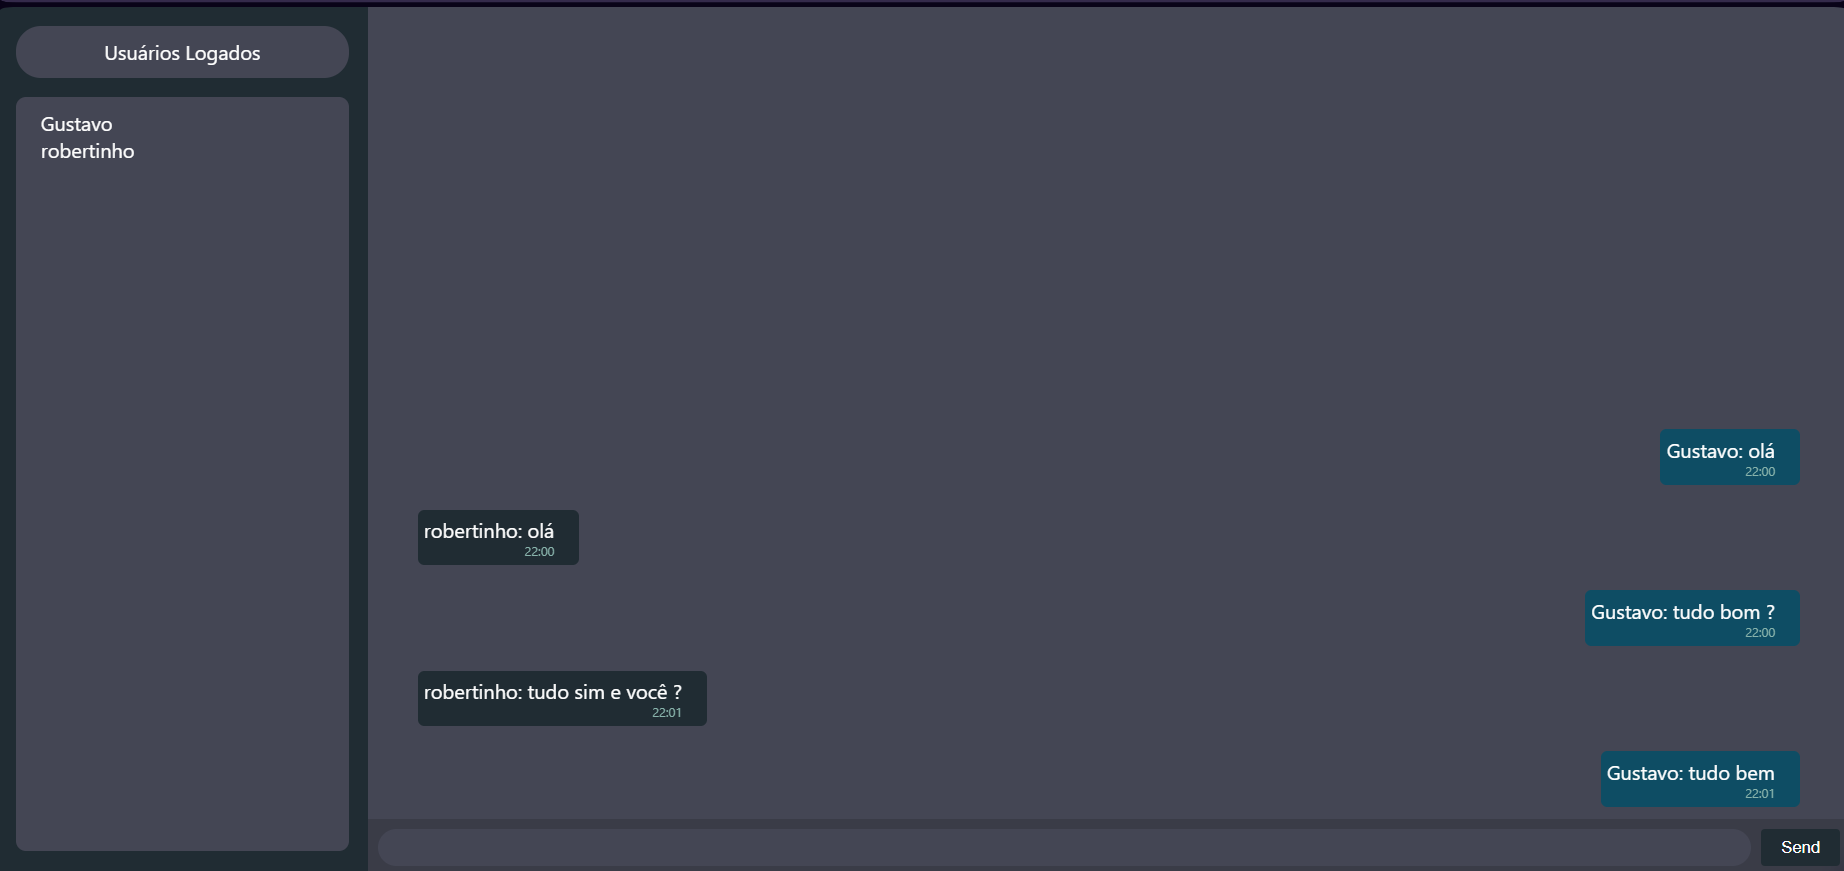 Usuários Logados
Gustavo
robertinho
Gustavo: olá
22:00
robertinho: olá
22:00
Gustavo: tudo bom ?
22:00
robertinho: tudo sim e você ?
22:01
Gustavo: tudo bem
22:01
Send